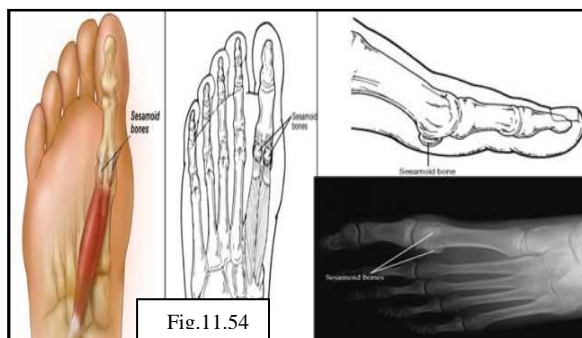 Sesamoid
bones
Sesamoid
bones
Sesamoid bone
Sesamoid bones
Fig.11.54